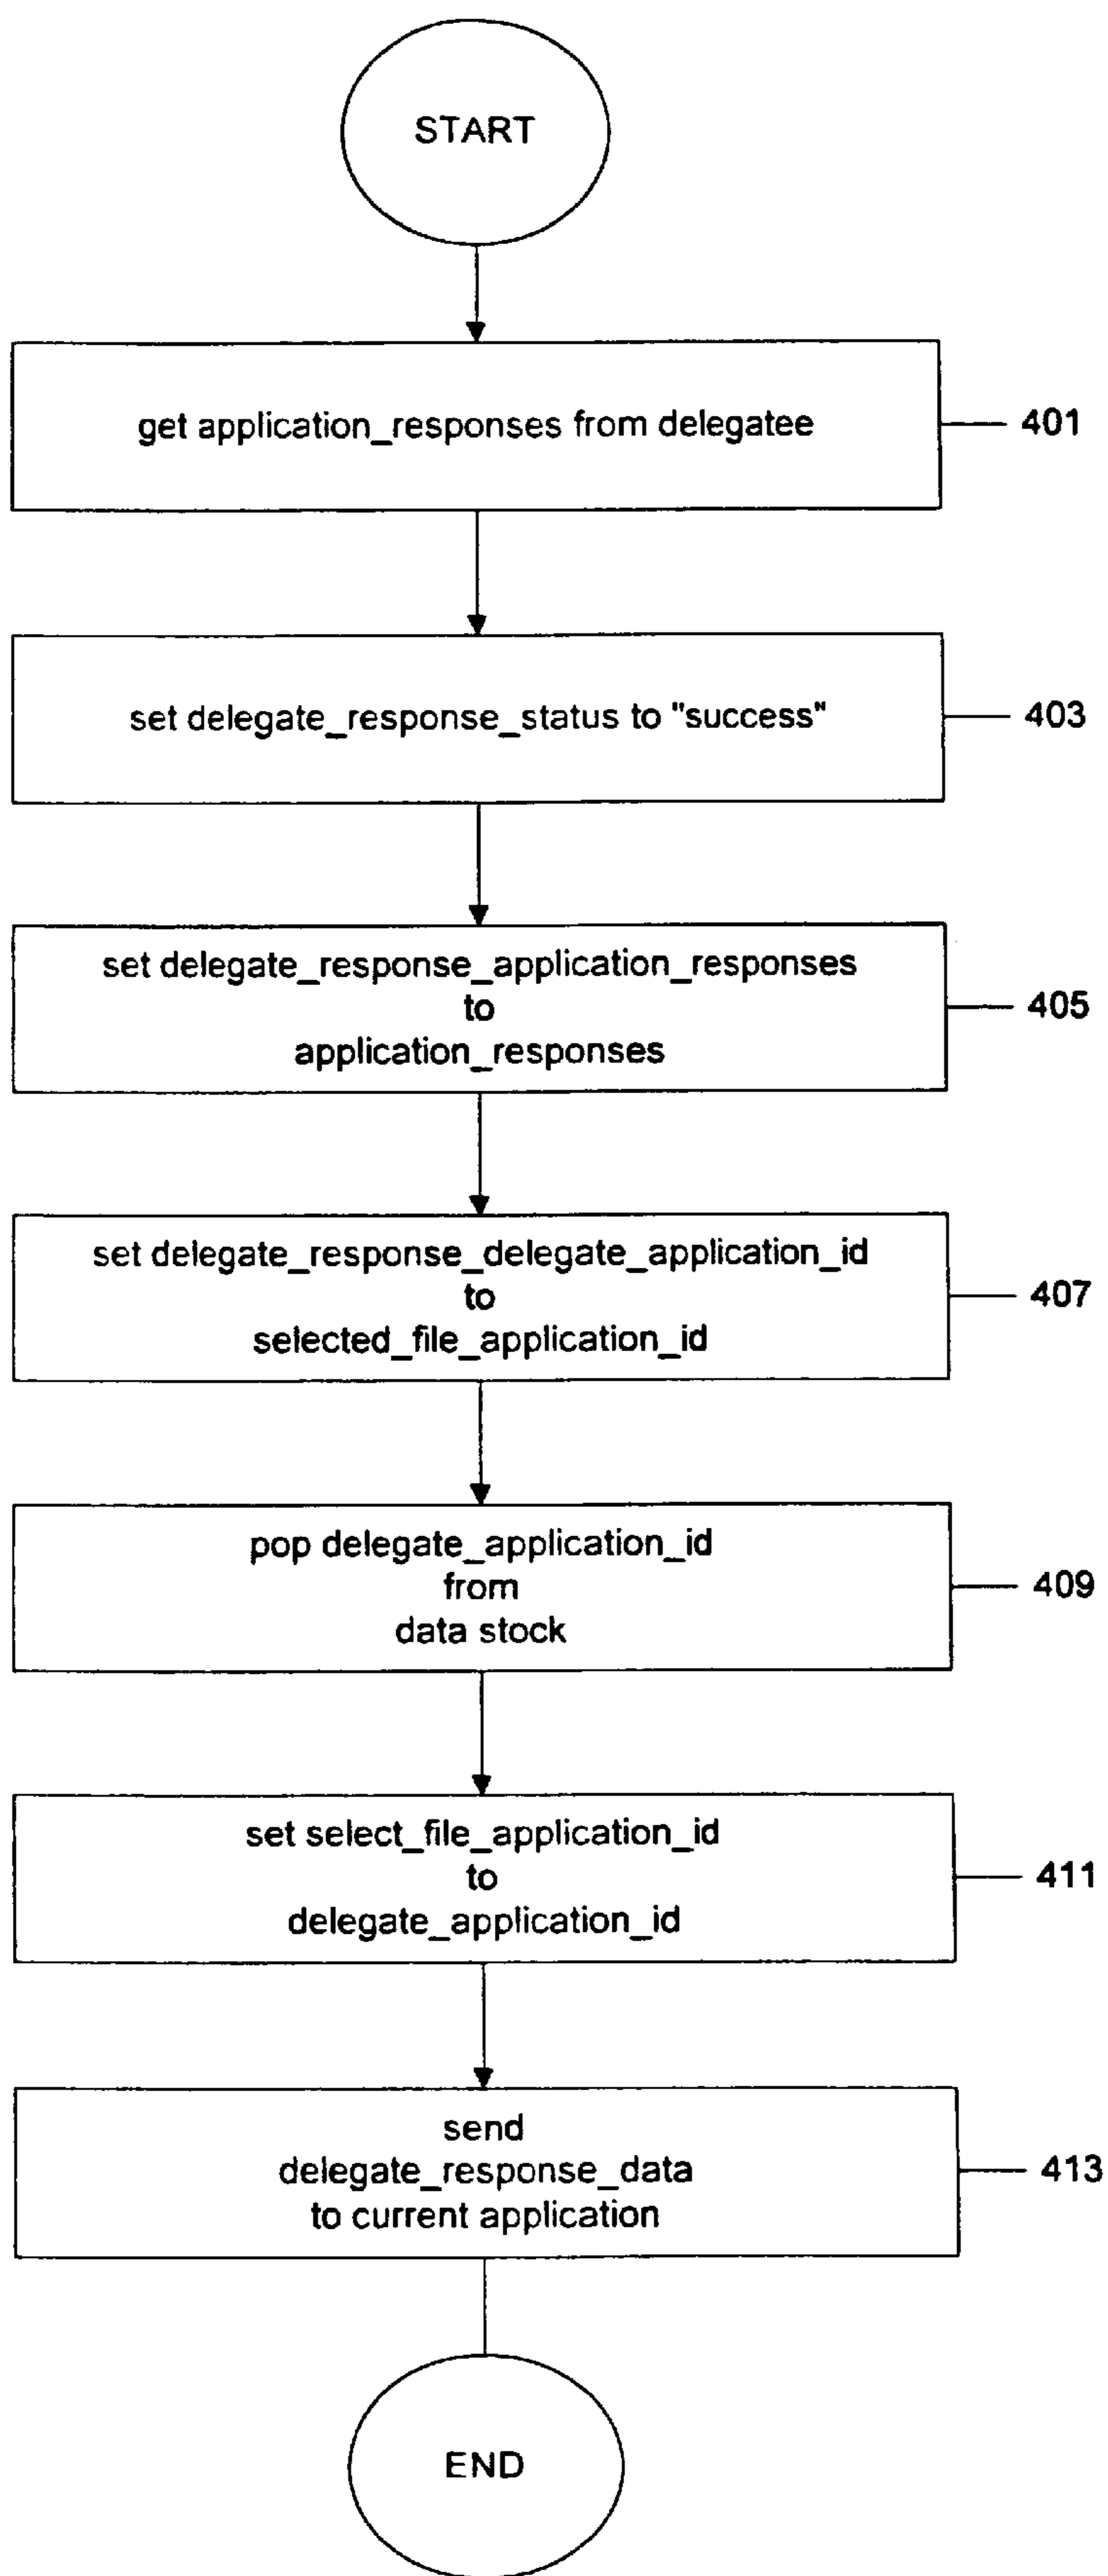 START
get application_responses from delegatee
401
set delegate_response_status to "success"
403
set delegate_response_application_responses
to
application_responses
405
set delegate_response_delegate_application_id
to
selected_file_application_id
407
pop delegate_application_id
from
data stock
409
set select_file_application_id
to
delegate_application_id
411
send
delegate_response_data
to current application
413
END